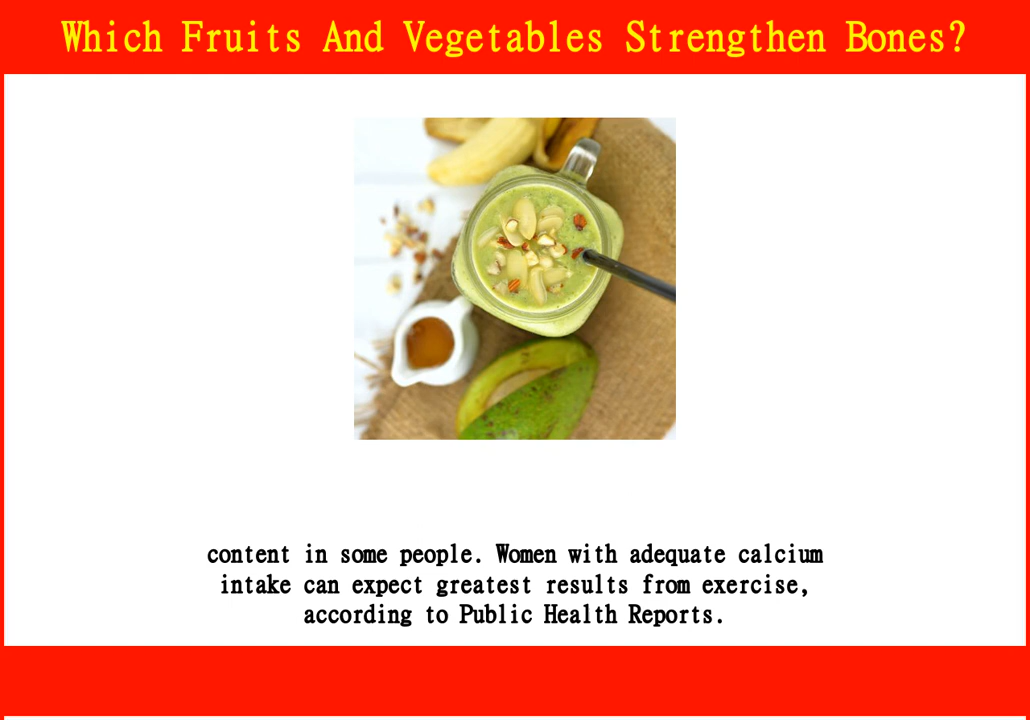 Which Fruits And Vegetables Strengthen Bones?
content in some people. Women with adequate calcium
intake can expect greatest results from exercise,
according to Public Health Reports.